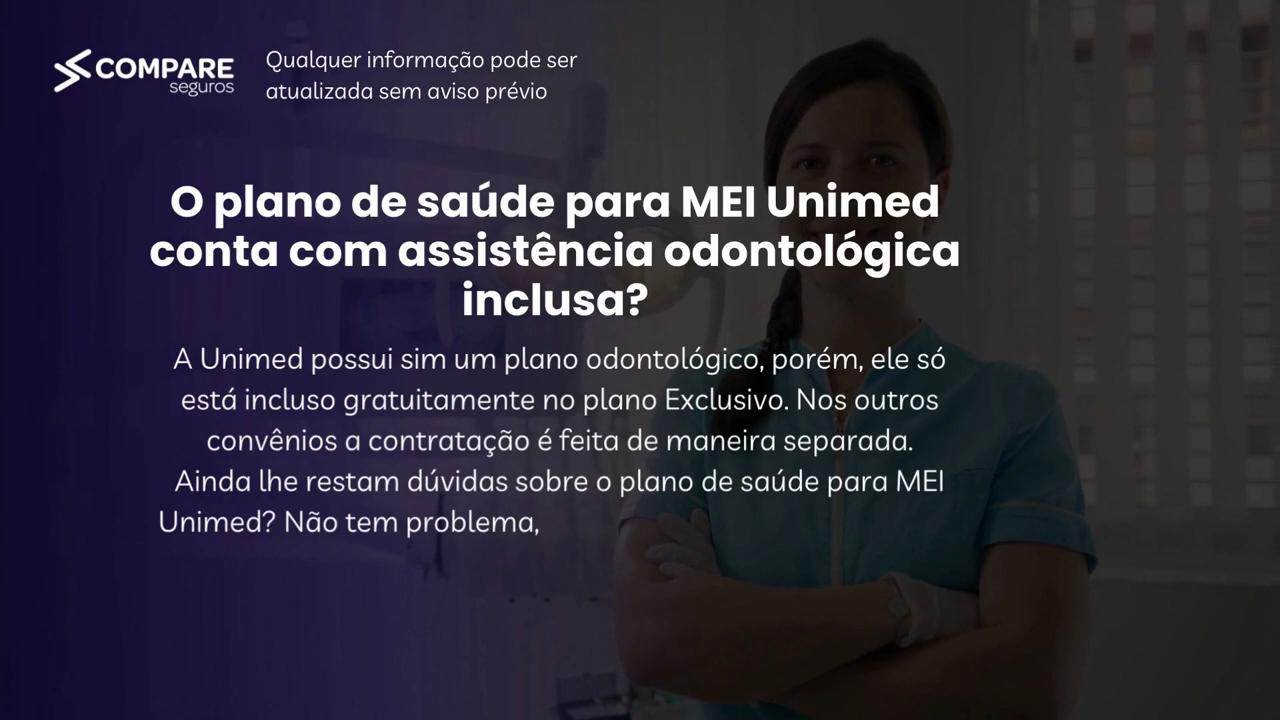 COMPARE
seguros
Qualquer informação pode ser
atualizada sem aviso prévio
O plano de saúde para MEI Unimed
conta com assistência odontológica
inclusa?
A Unimed possui sim um plano odontológico, porém, ele só
está incluso gratuitamente no plano Exclusivo. Nos outros
convênios a contratação é feita de maneira separada.
Ainda lhe restam dúvidas sobre o plano de saúde para MEI
Unimed? Não tem problema,